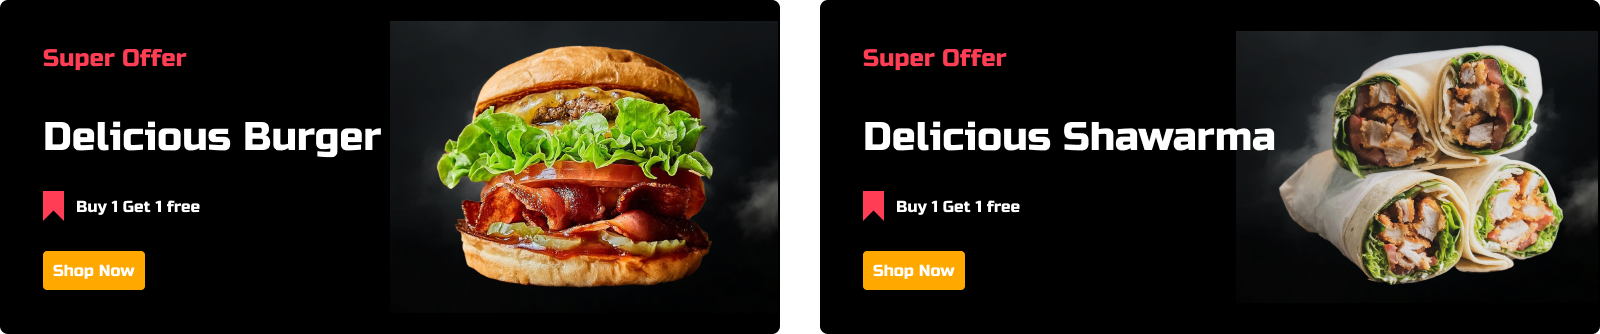 Super Offer
Delicious Burger
Buy 1 Get 1 free
Shop Now
Super Offer
Delicious Shawarma
Buy 1 Get 1 free
Shop Now